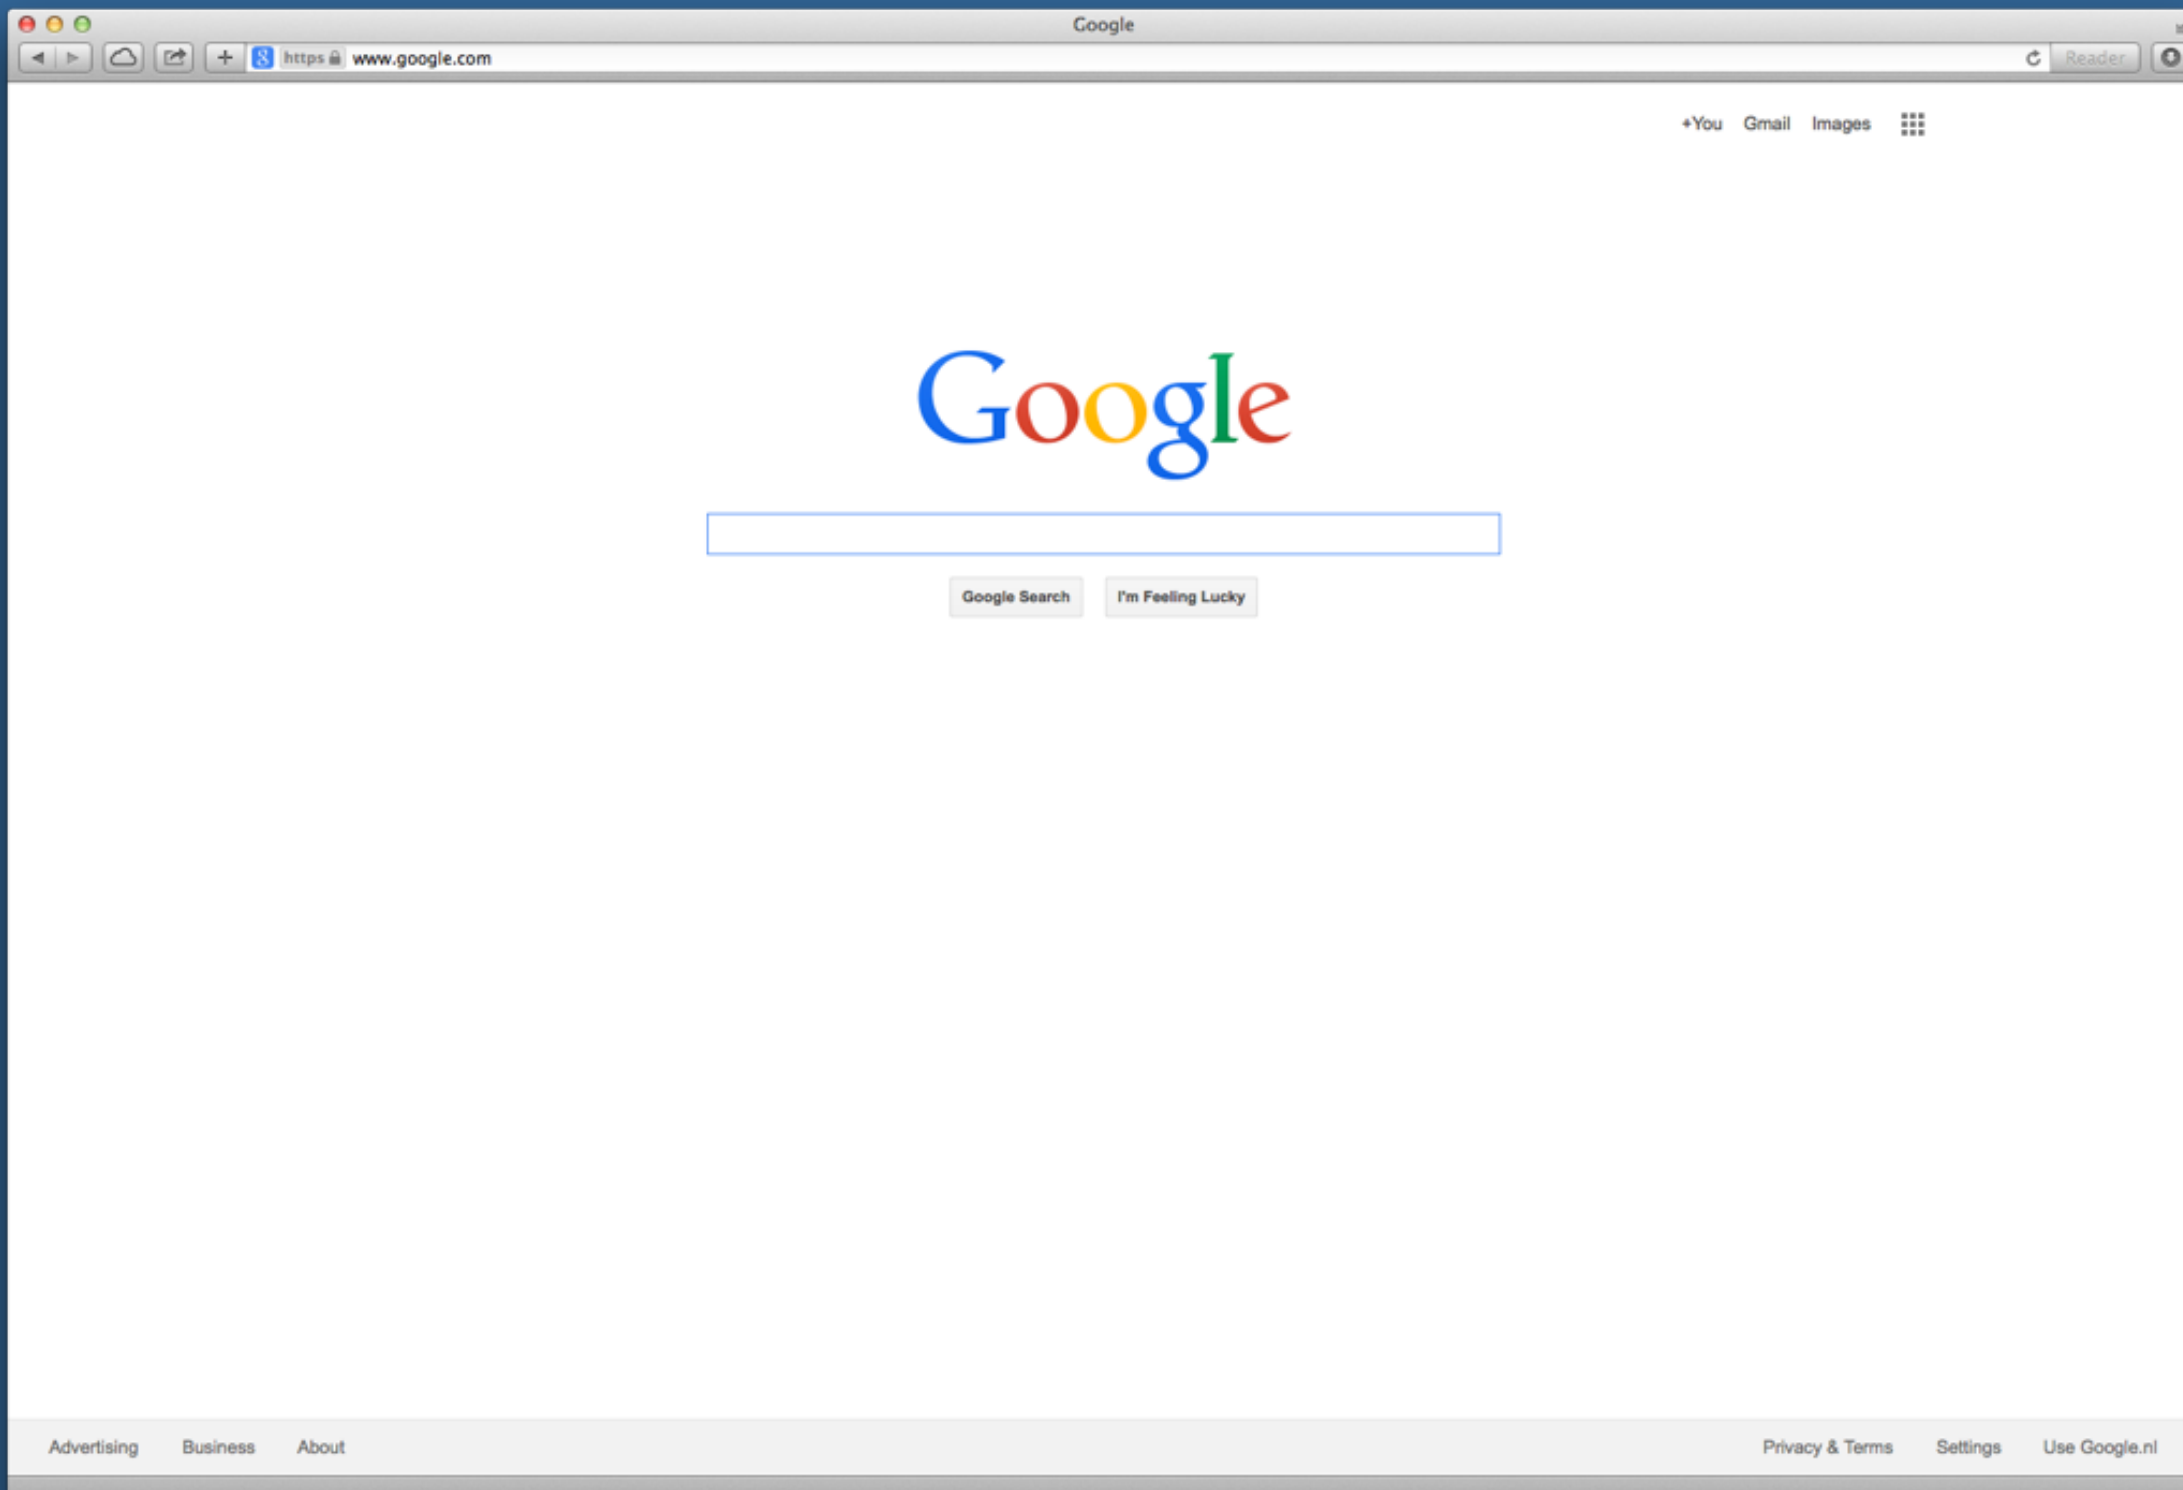 Google
8 https www.google.com Reader
+You Gmail Images
Google
Google Search I'm Feeling Lucky
Advertising Business About Privacy & Terms Settings Use Google.nl